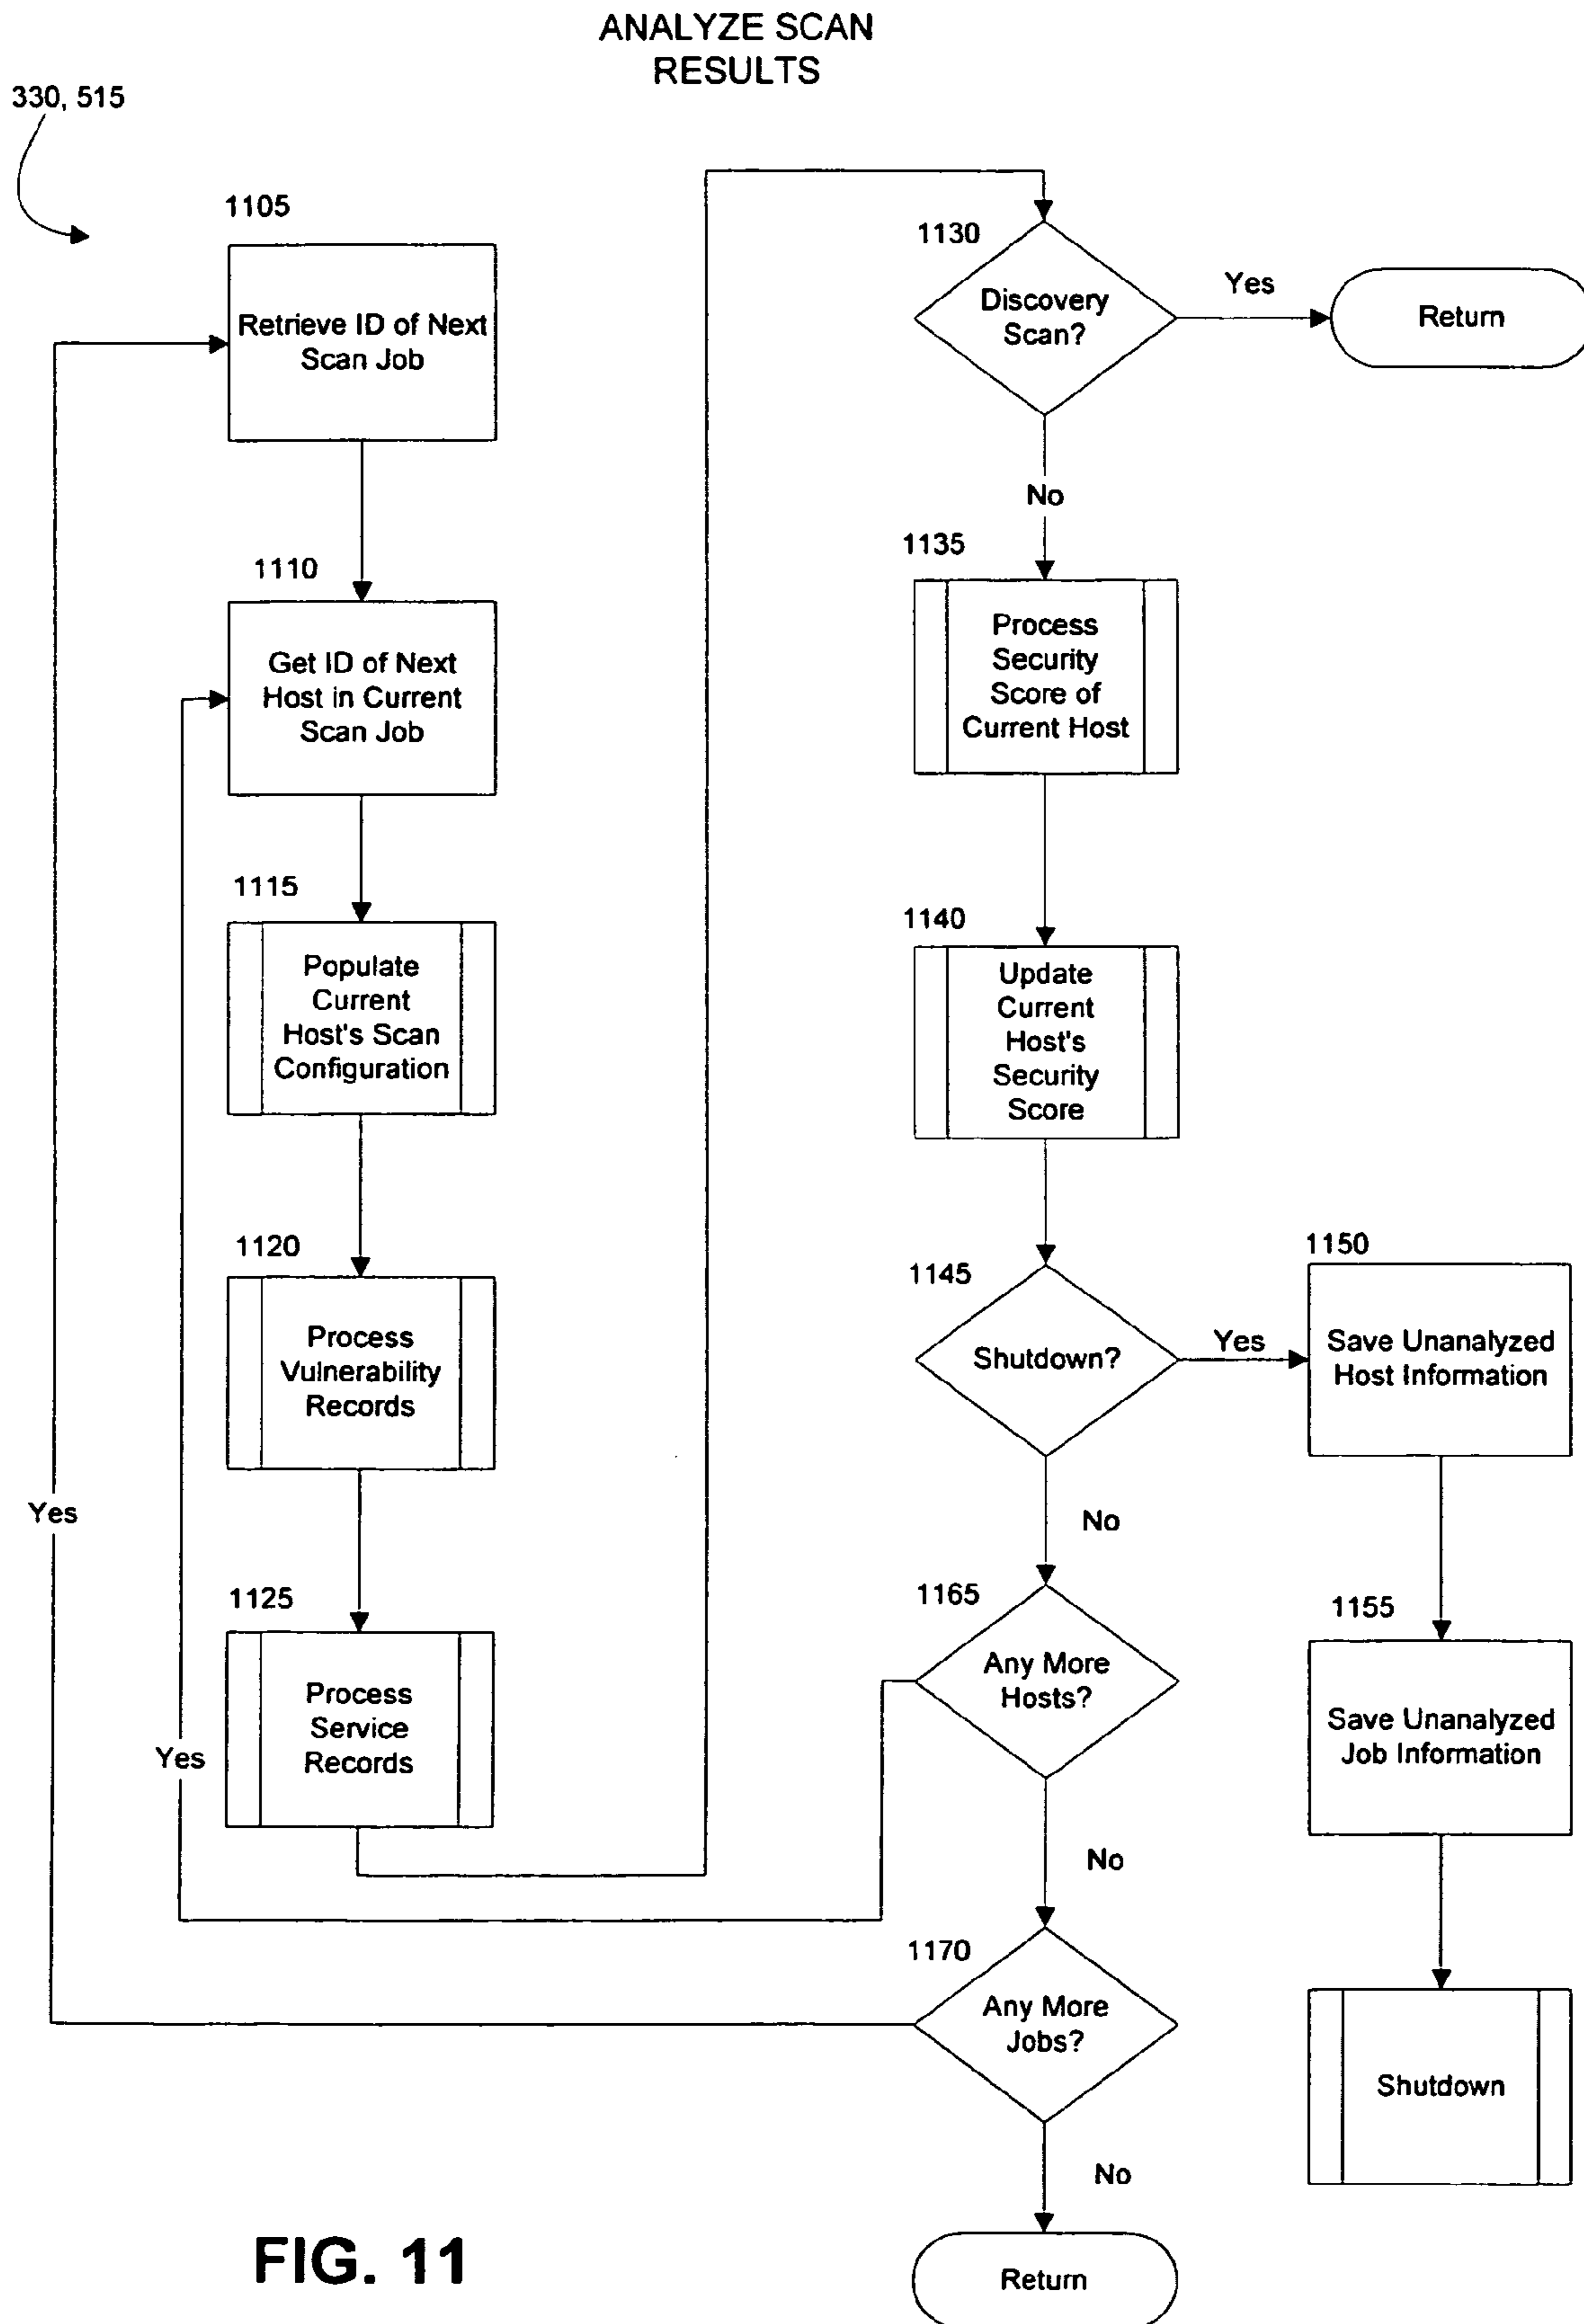 ANALYZE SCAN
RESULTS
330, 515
1105
Retrieve ID of Next
Scan Job
1110
Get ID of Next
Host in Current
Scan Job
1115
Populate
Current
Host's Scan
Configuration
1120
Process
Vulnerability
Records
1125
Process
Service
Records
Yes
Yes
1130
Discovery
Scan?
Yes
Return
No
1135
Process
Security
Score of
Current Host
1140
Update
Current
Host's
Security
Score
1145
Shutdown?
Yes
1150
Save Unanalyzed
Host Information
No
1155
Save Unanalyzed
Job Information
Shutdown
1165
Any More
Hosts?
No
1170
Any More
Jobs?
No
Return
FIG. 11